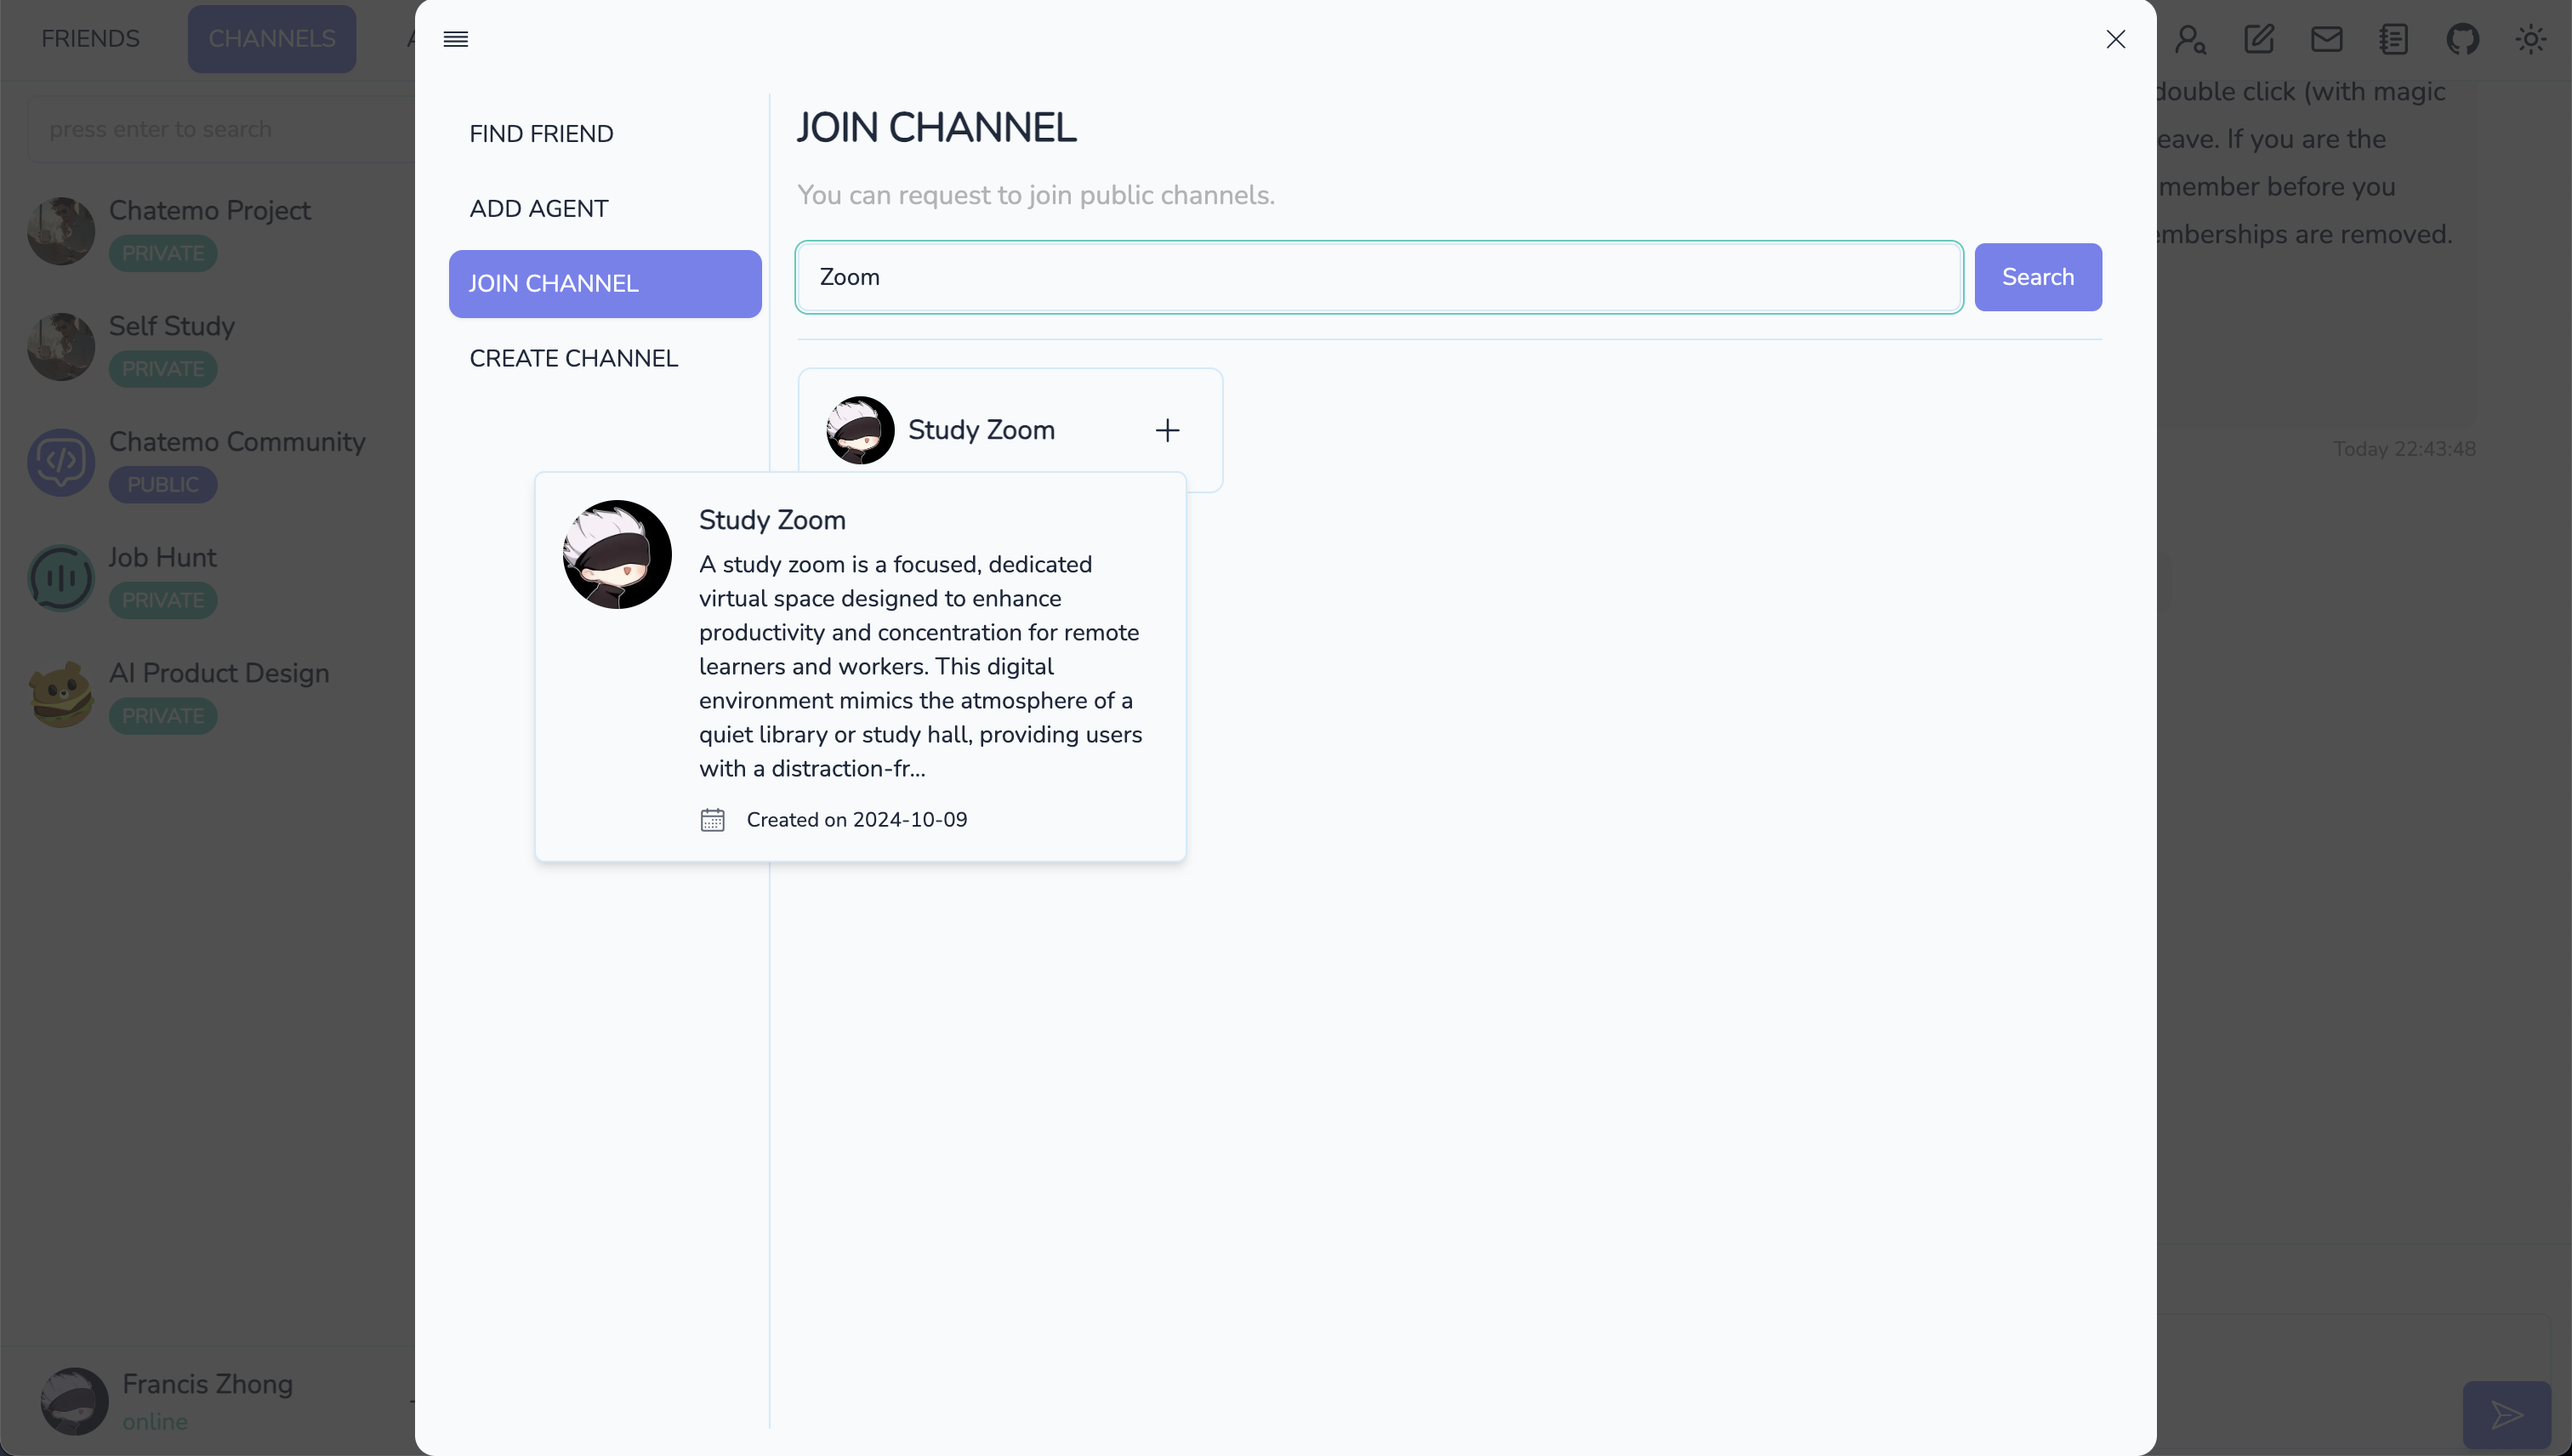 FRIENDS
CHANNELS
press enter to search
Chatemo Project
PRIVATE
Self Study
PRIVATE
Chatemo Community
PUBLIC
Job Hunt
PRIVATE
AI Product Design
PRIVATE
Francis Zhong
online
FIND FRIEND
ADD AGENT
JOIN CHANNEL
CREATE CHANNEL
JOIN CHANNEL
You can request to join public channels.
Zoom
Search
Study Zoom
Study Zoom
A study zoom is a focused, dedicated
virtual space designed to enhance
productivity and concentration for remote
learners and workers. This digital
environment mimics the atmosphere of a
quiet library or study hall, providing users
with a distraction-fr...
Created on 2024-10-09
double click (with magic
eave. If you are the
member before you
emberships are removed.
Today 22:43:48